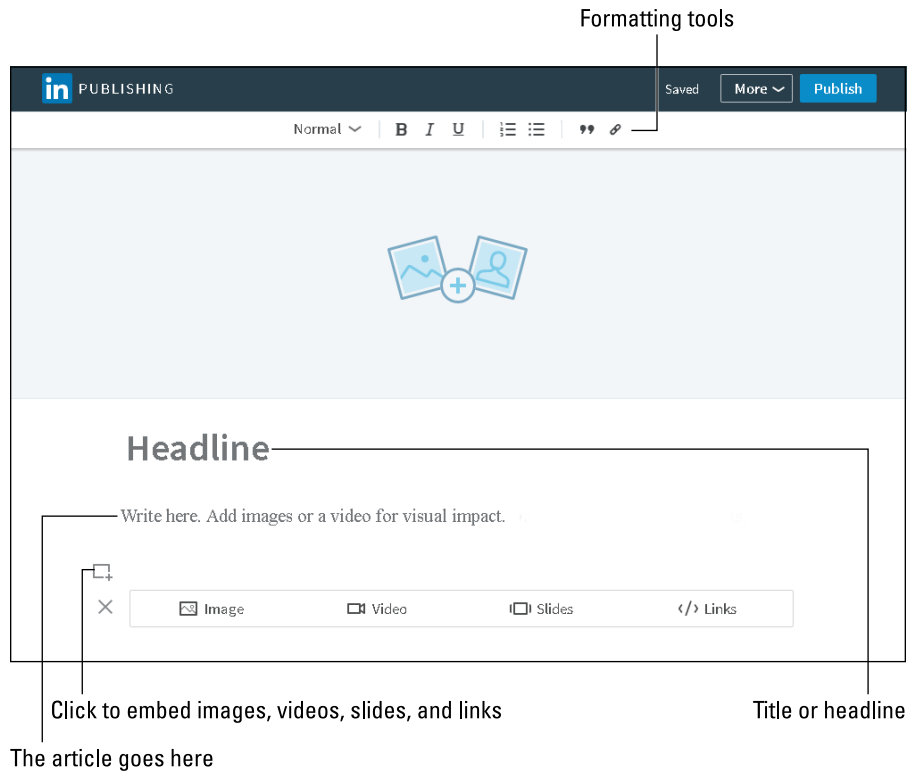 Formatting tools
in PUBLISHING Saved More Publish
Normal B I U
Headline
Write here. Add images or a video for visual impact.
Image Video Slides </> Links
Click to embed images, videos, slides, and links
Title or headline
The article goes here